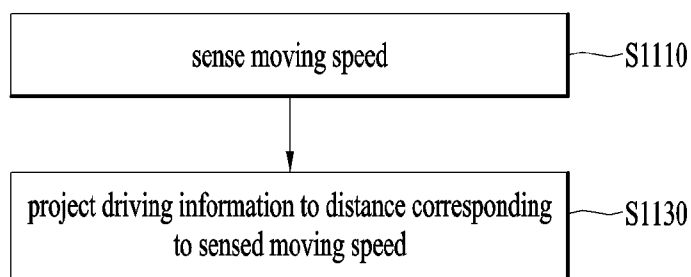 sense moving speed
S1110
project driving information to distance corresponding
to sensed moving speed
S1130